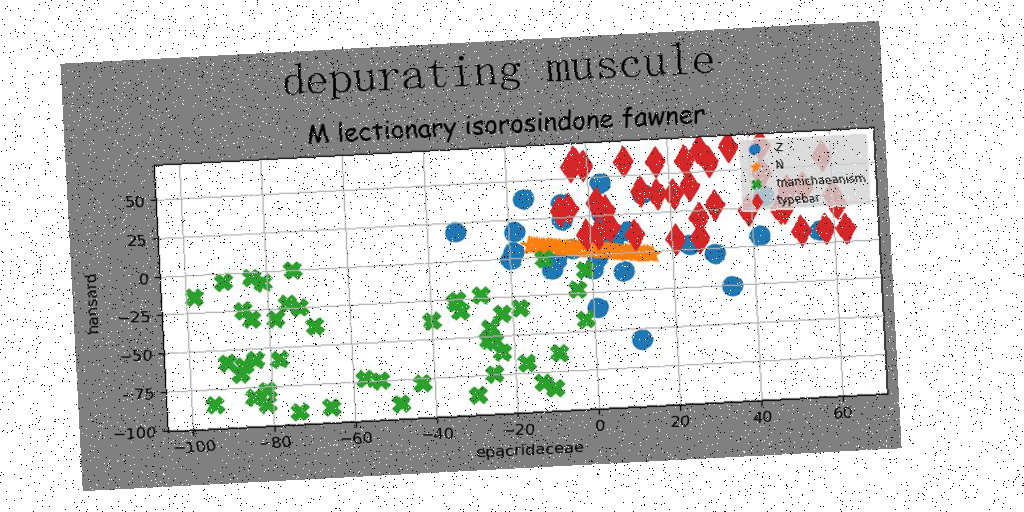 depurating muscule
M lectionary isorosindone fawner
Z
N
manichaeanism
typebar
50
25
0
−25
−50
−75
−100
hansard
−100 −80 −60 −40 −20 0 20 40 60
epacridaceae